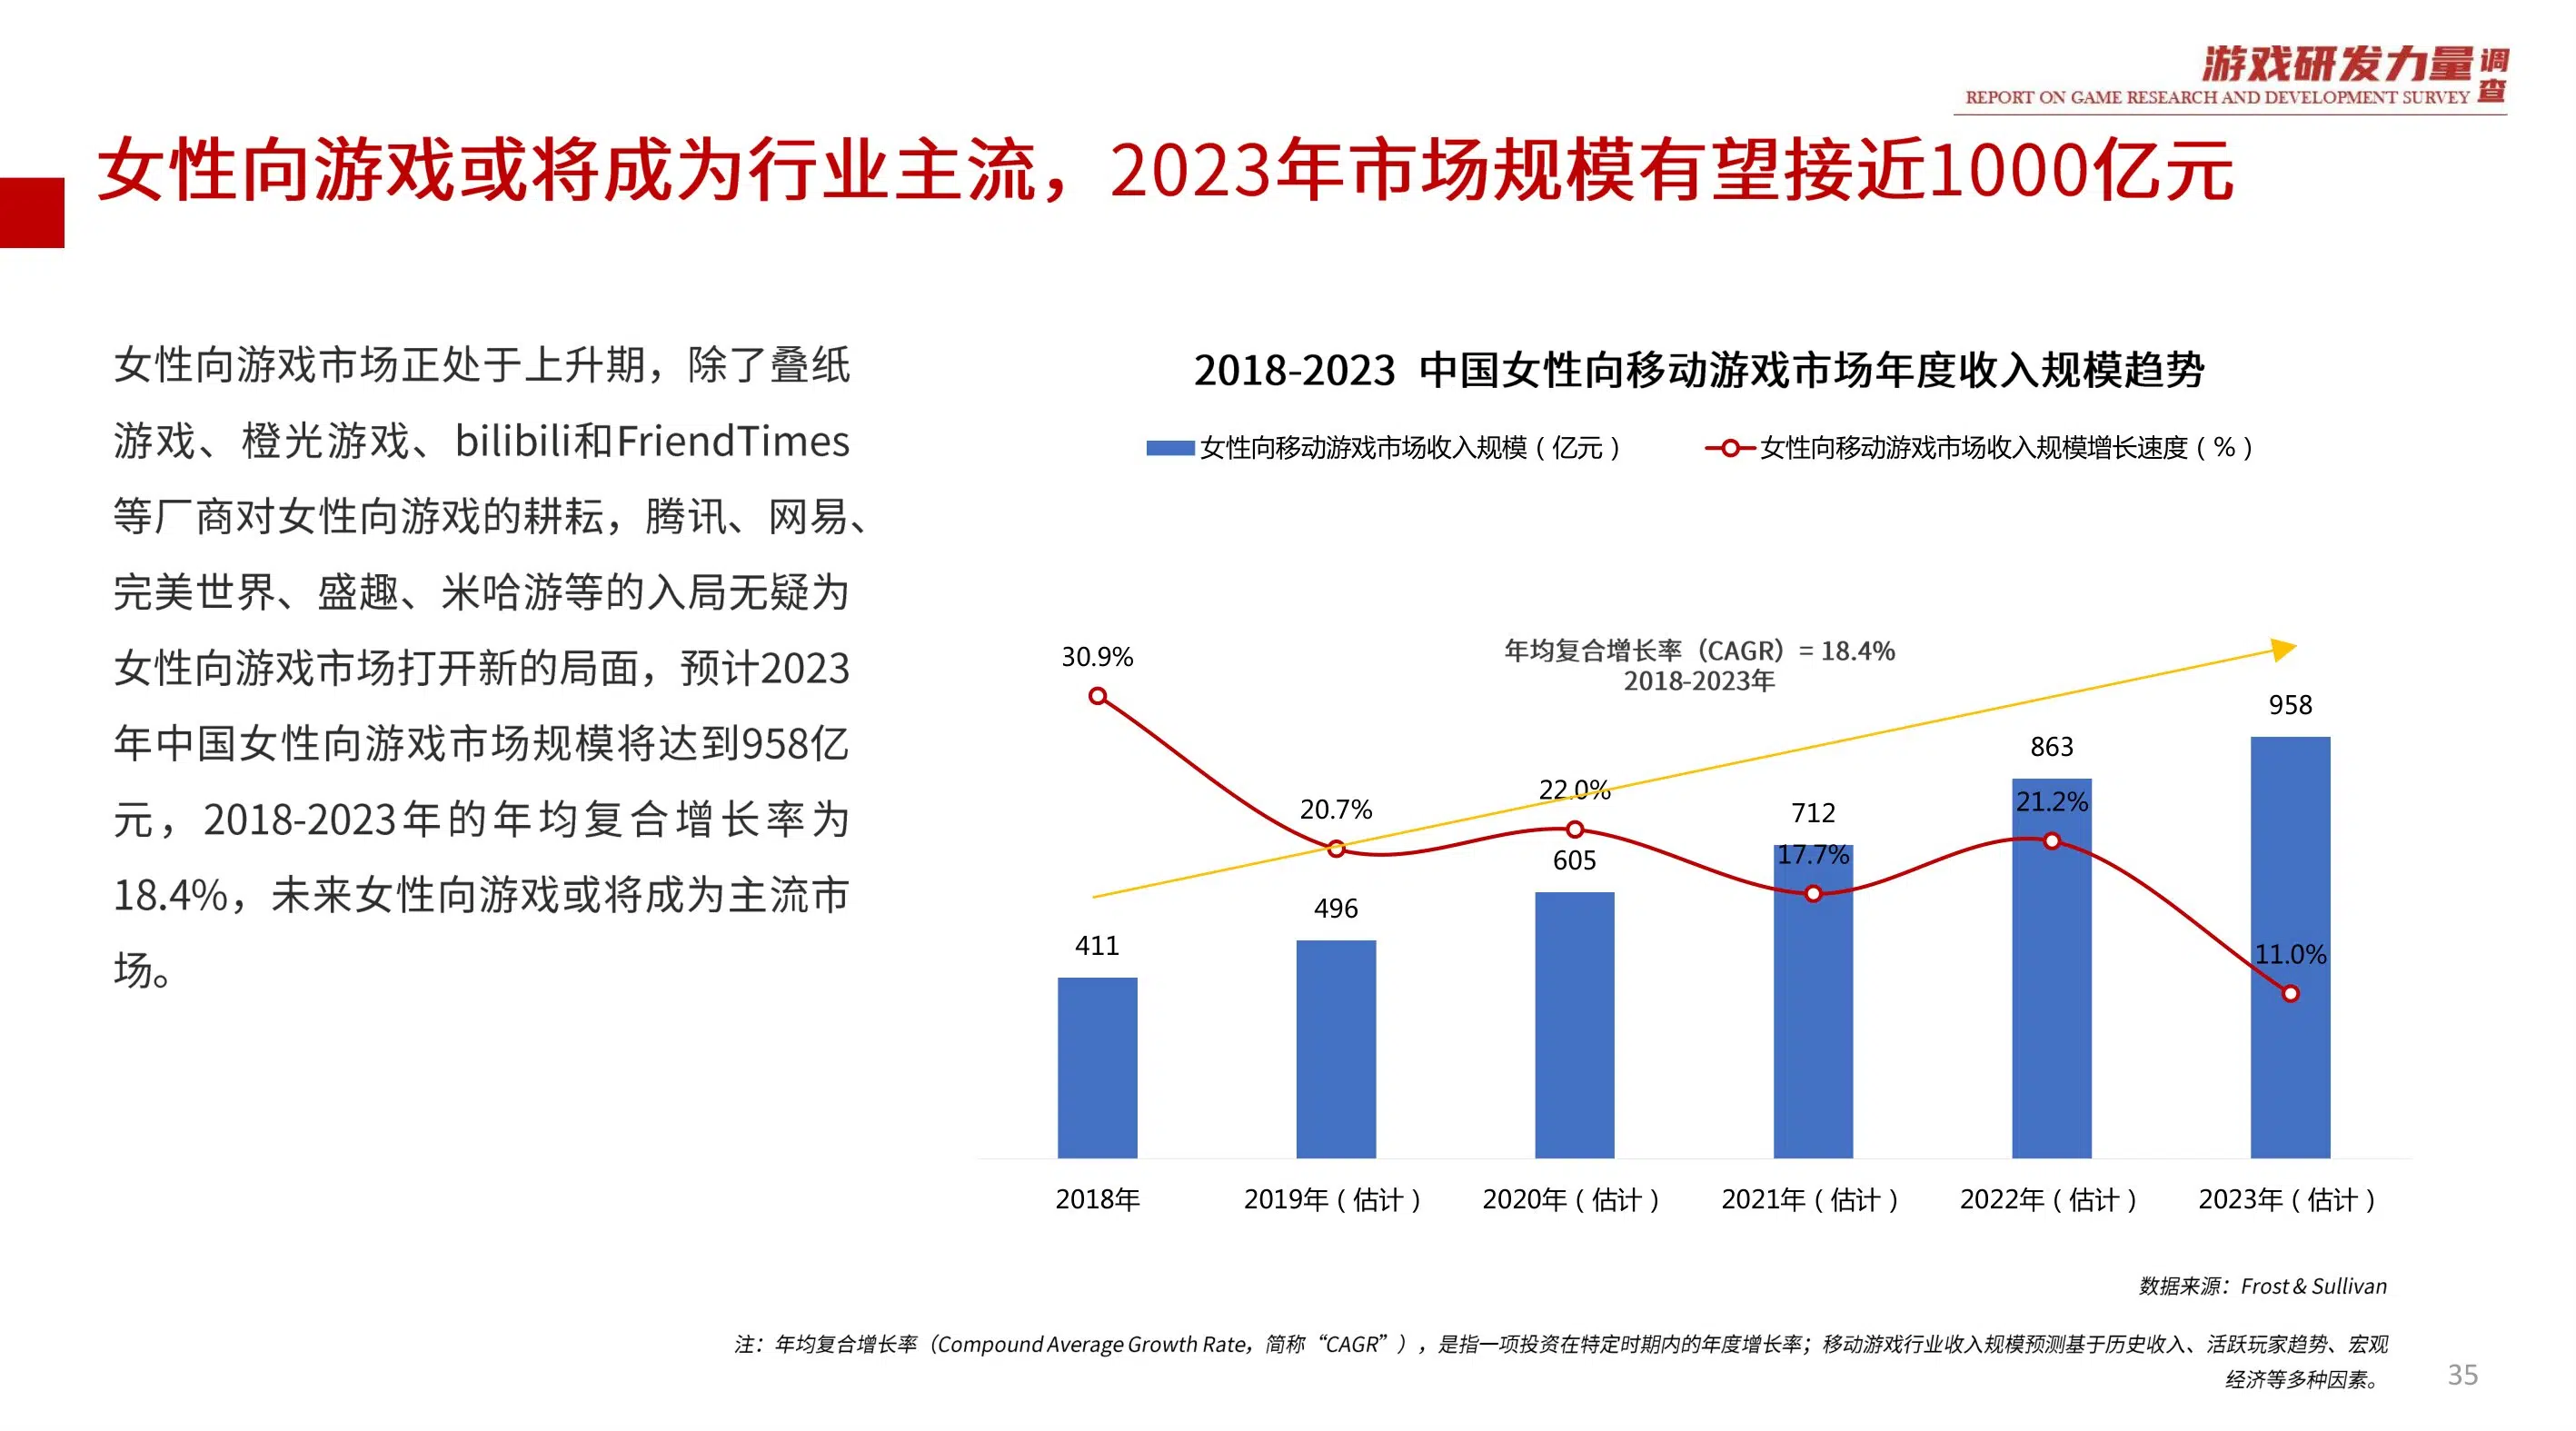 游戏研发力量调查
REPORT ON GAME RESEARCH AND DEVELOPMENT SURVEY
女性向游戏或将成为行业主流，2023年市场规模有望接近1000亿元
女性向游戏市场正处于上升期，除了叠纸
游戏、橙光游戏、bilibili和FriendTimes
等厂商对女性向游戏的耕耘，腾讯、网易、
完美世界、盛趣、米哈游等的入局无疑为
女性向游戏市场打开新的局面，预计2023
年中国女性向游戏市场规模将达到958亿
元，2018-2023年的年均复合增长率为
18.4%，未来女性向游戏或将成为主流市
场。
2018-2023 中国女性向移动游戏市场年度收入规模趋势
女性向移动游戏市场收入规模（亿元） 女性向移动游戏市场收入规模增长速度（%）
年均复合增长率（CAGR）= 18.4%
2018-2023年
30.9% 20.7% 22.0% 17.7% 21.2% 11.0%
411 496 605 712 863 958
2018年 2019年（估计） 2020年（估计） 2021年（估计） 2022年（估计） 2023年（估计）
数据来源：Frost & Sullivan
注：年均复合增长率（Compound Average Growth Rate，简称“CAGR”），是指一项投资在特定时期内的年度增长率；移动游戏行业收入规模预测基于历史收入、活跃玩家趋势、宏观
经济等多种因素。
35